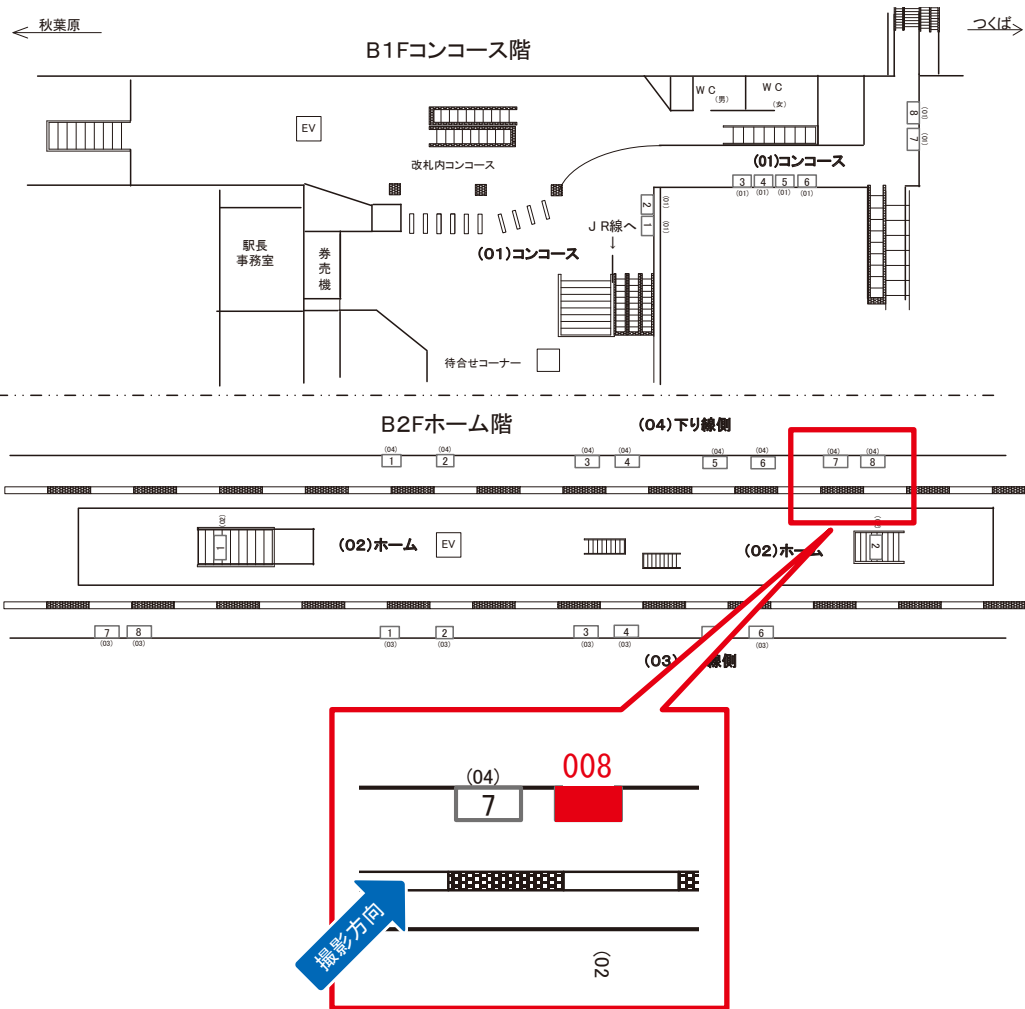 秋葉原
つくば
B1Fコンコース階
WC
(男)
WC
(女)
EV
改札内コンコース
(01)コンコース
8
(01)
7
(01)
3
4
5
6
(01)
(01)
(01)
(01)
2
(01)
1
(01)
JR線へ
(01)コンコース
駅長
事務室
券売機
待合せコーナー
B2Fホーム階
(04)下り線側
(04)
(04)
(04)
(04)
(04)
(04)
(04)
(04)
1
2
3
4
5
6
7
8
1
(02)ホーム
EV
(02)ホーム
2
7
8
1
2
3
4
6
(03)
(03)
(03)
(03)
(03)
(03)
(03)
(03)
線側
(04)
7
008
撮影方向
(02